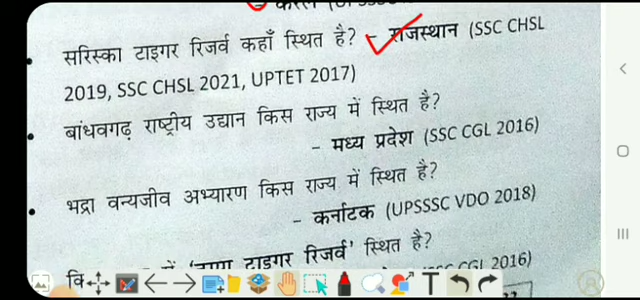 सरिस्का टाइगर रिजर्व कहाँ स्थित है? – राजस्थान (SSC CHSL
2019, SSC CHSL 2021, UPTET 2017)
बांधवगढ़ राष्ट्रीय उद्यान किस राज्य में स्थित है?
– मध्य प्रदेश (SSC CGL 2016)
भद्रा वन्यजीव अभ्यारण किस राज्य में स्थित है?
– कर्नाटक (UPSSSC VDO 2018)
टाइगर रिजर्व' स्थित है?
CGL 2016)